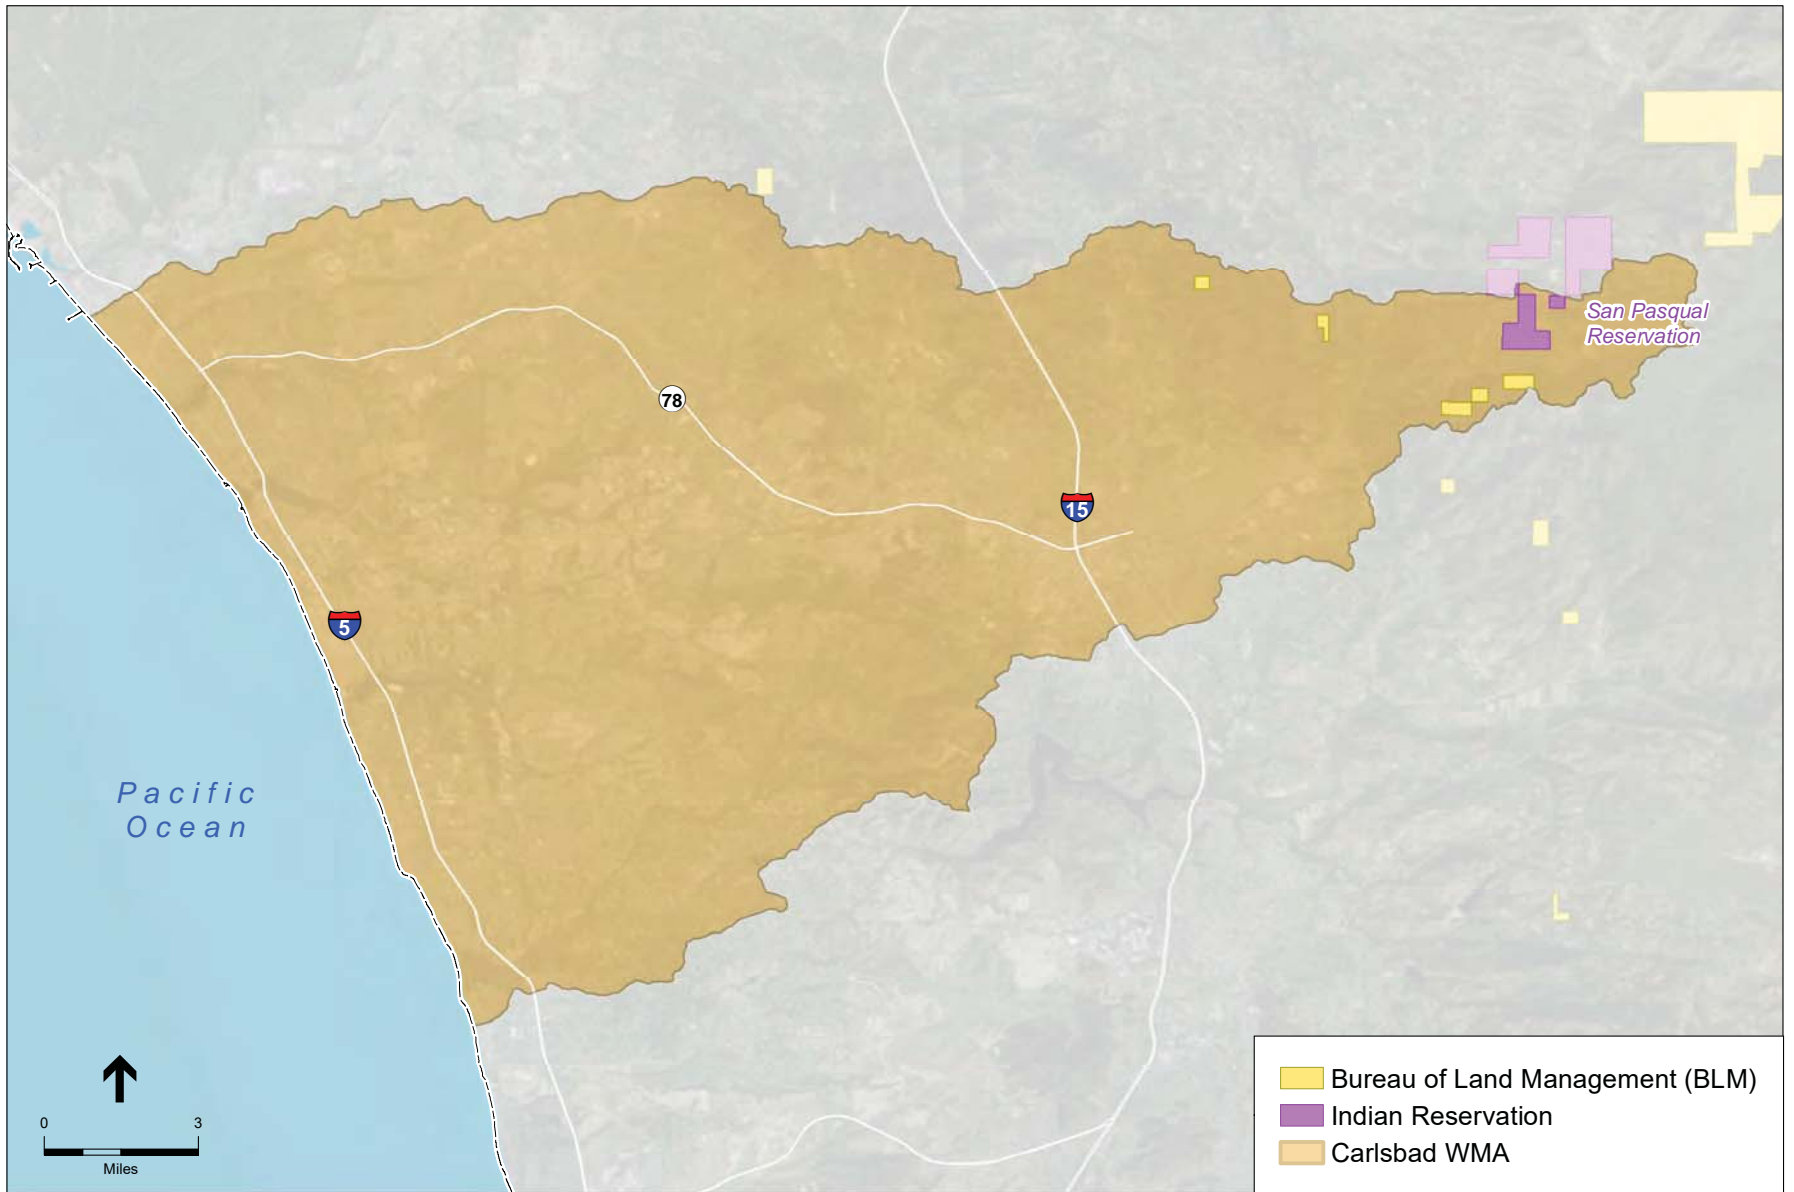 San Pasqual
Reservation
78
15
5
Pacific
Ocean
0 3
Miles
Bureau of Land Management (BLM)
Indian Reservation
Carlsbad WMA